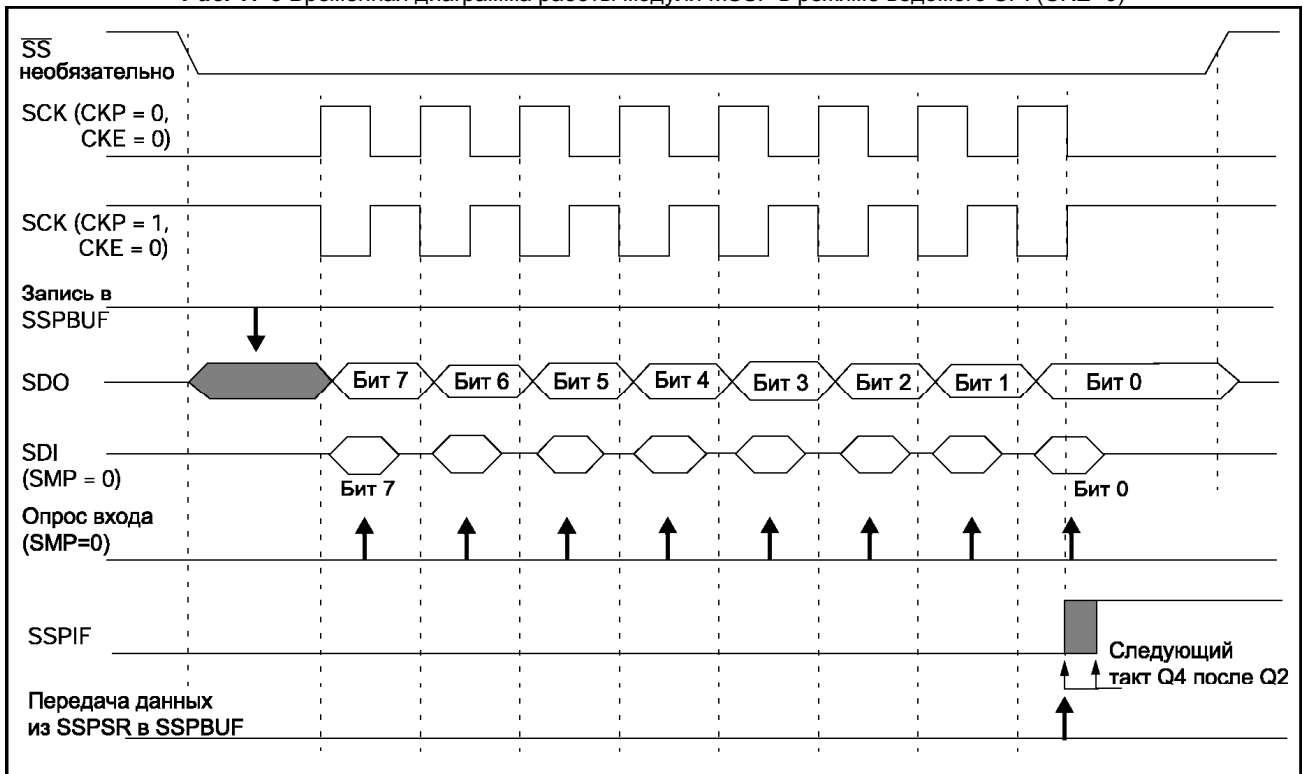 SS
необязательно
SCK (CKP = 0,
CKE = 0)
SCK (CKP = 1,
CKE = 0)
Запись в
SSPBUF
SDO
Бит 7
Бит 6
Бит 5
Бит 4
Бит 3
Бит 2
Бит 1
Бит 0
SDI
(SMP = 0)
Бит 7
Бит 0
Опрос входа
(SMP=0)
SSPIF
Следующий
такт Q4 после Q2
Передача данных
из SSPSR в SSPBUF